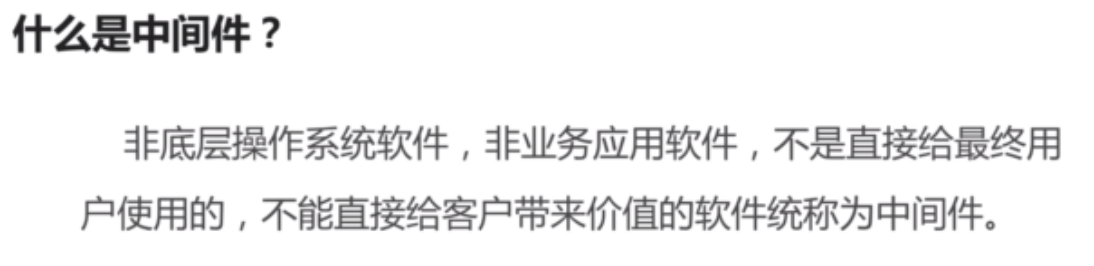 什么是中间件？
非底层操作系统软件，非业务应用软件，不是直接给最终用
户使用的，不能直接给客户带来价值的软件统称为中间件。